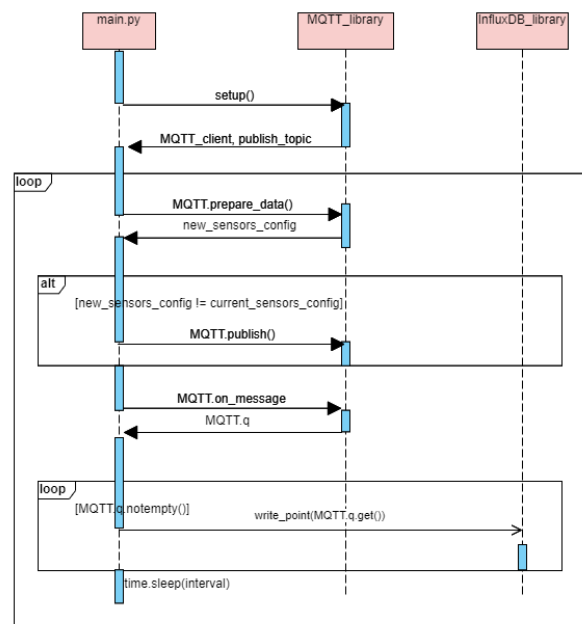 main.py
MQTT_library
InfluxDB_library
setup()
MQTT_client, publish_topic
loop
MQTT.prepare_data()
new_sensors_config
alt
[new_sensors_config != current_sensors_config]
MQTT.publish()
MQTT.on_message
MQTT.q
loop
[MQTT.q.notempty()]
write_point(MQTT.q.get())
time.sleep(interval)